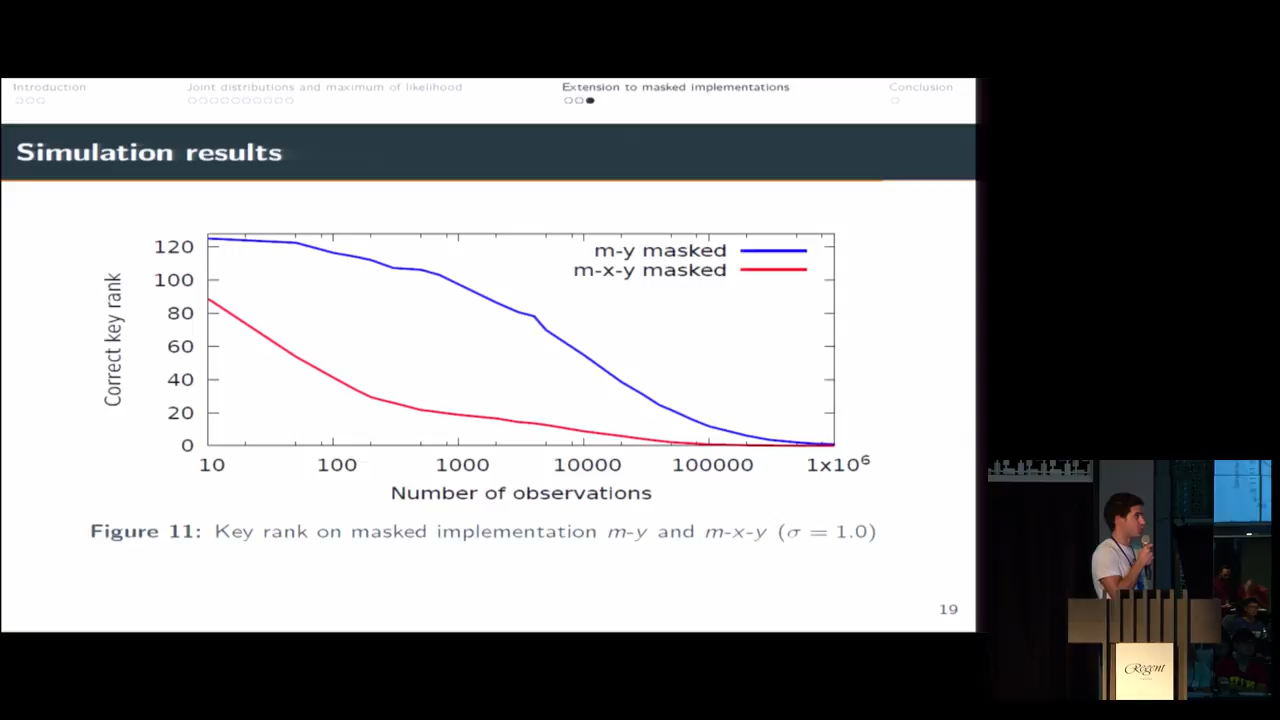 Introduction
Joint distributions and maximum of likelihood
Extension to masked implementations
Conclusion
Simulation results
m-y masked
m-x-y masked
Correct key rank
120
100
80
60
40
20
0
10
100
1000
10000
100000
1x10⁶
Number of observations
Figure 11: Key rank on masked implementation m-y and m-x-y (σ = 1.0)
19
Regent